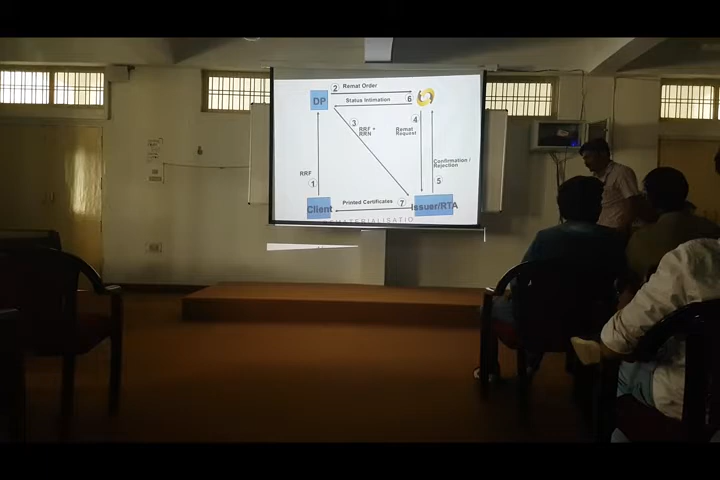 2 Remat Order
DP
Status Intimation 6
3
RRF +
RRN
4
Remat
Request
Confirmation /
Rejection
5
RRF
1
Printed Certificates 7
Client
Issuer/RTA